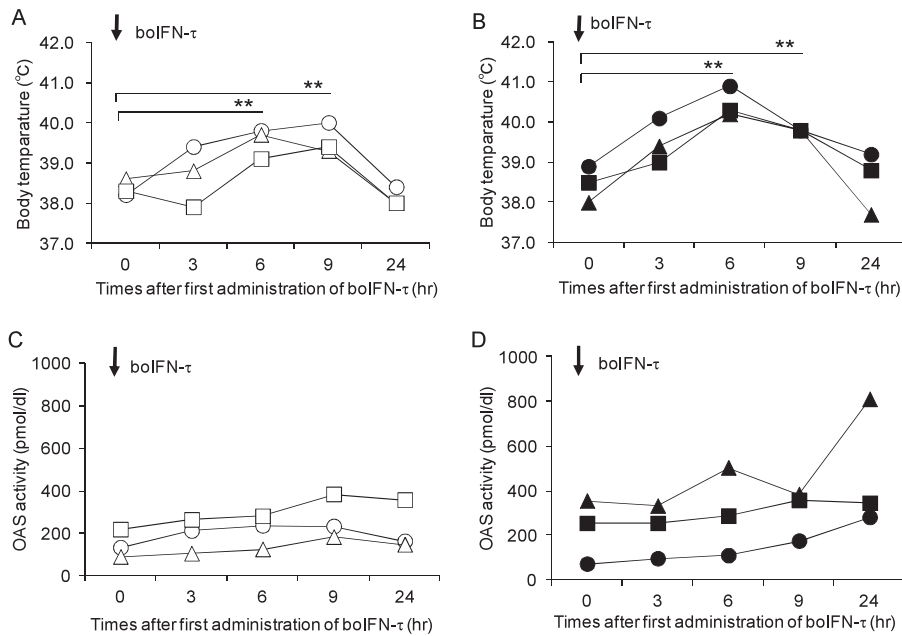 A
boIFN-τ
Body temparature (℃)
42.0
41.0
40.0
39.0
38.0
37.0
**
**
0 3 6 9 24
Times after first administration of boIFN-τ (hr)
B
boIFN-τ
Body temparature (℃)
42.0
41.0
40.0
39.0
38.0
37.0
**
**
0 3 6 9 24
Times after first administration of boIFN-τ (hr)
C
boIFN-τ
OAS activity (pmol/dl)
1000
800
600
400
200
0
0 3 6 9 24
Times after first administration of boIFN-τ (hr)
D
boIFN-τ
OAS activity (pmol/dl)
1000
800
600
400
200
0
0 3 6 9 24
Times after first administration of boIFN-τ (hr)